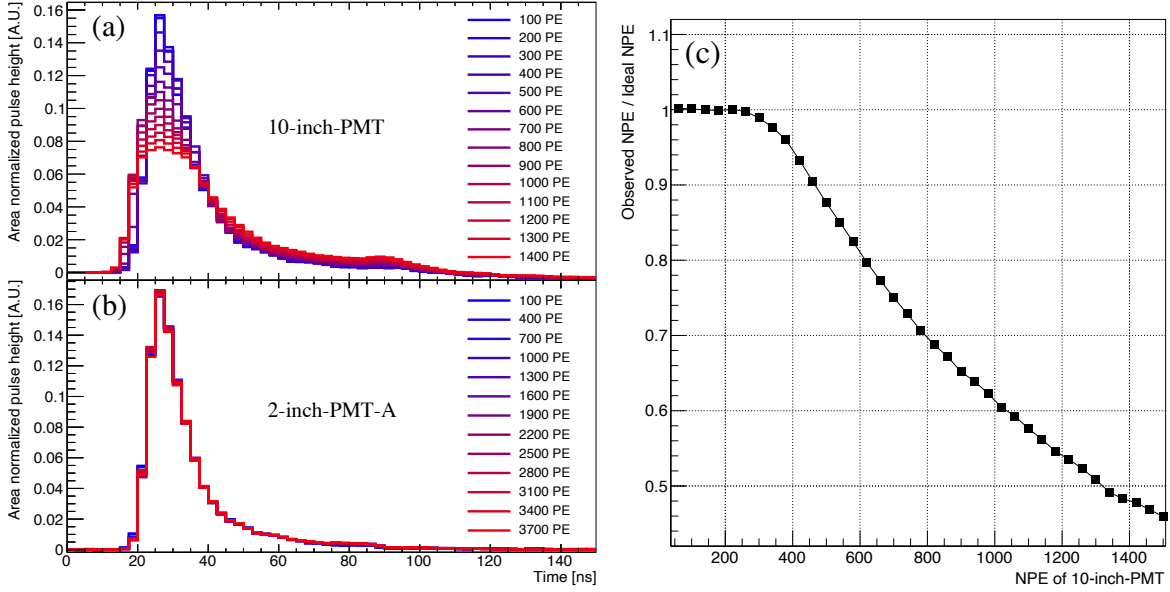 Area normalized pulse height [A.U.]
0.16
0.14
0.12
0.1
0.08
0.06
0.04
0.02
0
(a)
10-inch-PMT
100 PE
200 PE
300 PE
400 PE
500 PE
600 PE
700 PE
800 PE
900 PE
1000 PE
1100 PE
1200 PE
1300 PE
1400 PE
Area normalized pulse height [A.U.]
0.16
0.14
0.12
0.1
0.08
0.06
0.04
0.02
0
(b)
2-inch-PMT-A
100 PE
400 PE
700 PE
1000 PE
1300 PE
1600 PE
1900 PE
2200 PE
2500 PE
2800 PE
3100 PE
3400 PE
3700 PE
0 20 40 60 80 100 120 140
Time [ns]
Observed NPE / Ideal NPE
1.1
1
0.9
0.8
0.7
0.6
0.5
(c)
200 400 600 800 1000 1200 1400
NPE of 10-inch-PMT